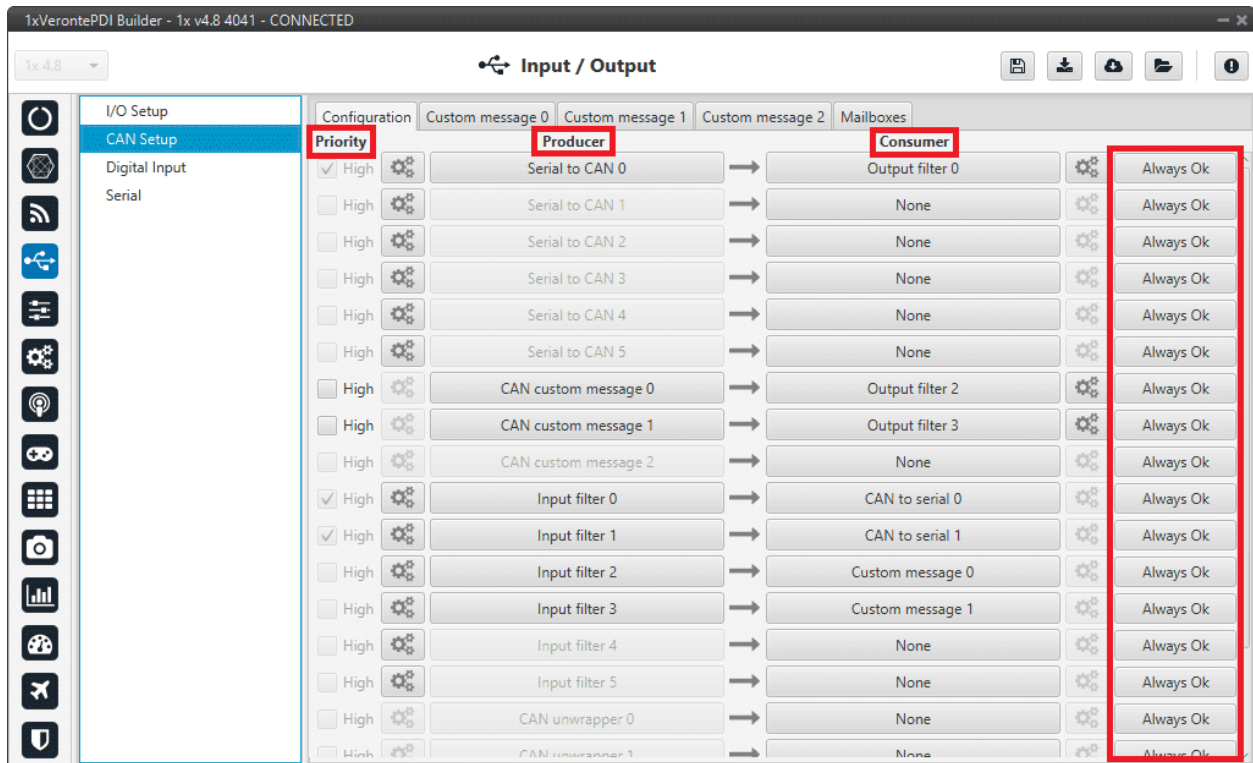 1xVerontePDI Builder - 1x v4.8 4041 - CONNECTED
1x 4.8
Input / Output
I/O Setup
CAN Setup
Digital Input
Serial
Configuration Custom message 0 Custom message 1 Custom message 2 Mailboxes
Priority Producer Consumer
High Serial to CAN 0 Output filter 0 Always Ok
High Serial to CAN 1 None Always Ok
High Serial to CAN 2 None Always Ok
High Serial to CAN 3 None Always Ok
High Serial to CAN 4 None Always Ok
High Serial to CAN 5 None Always Ok
High CAN custom message 0 Output filter 2 Always Ok
High CAN custom message 1 Output filter 3 Always Ok
High CAN custom message 2 None Always Ok
High Input filter 0 CAN to serial 0 Always Ok
High Input filter 1 CAN to serial 1 Always Ok
High Input filter 2 Custom message 0 Always Ok
High Input filter 3 Custom message 1 Always Ok
High Input filter 4 None Always Ok
High Input filter 5 None Always Ok
High CAN unwrapper 0 None Always Ok
High CAN unwrapper 1 None Always Ok